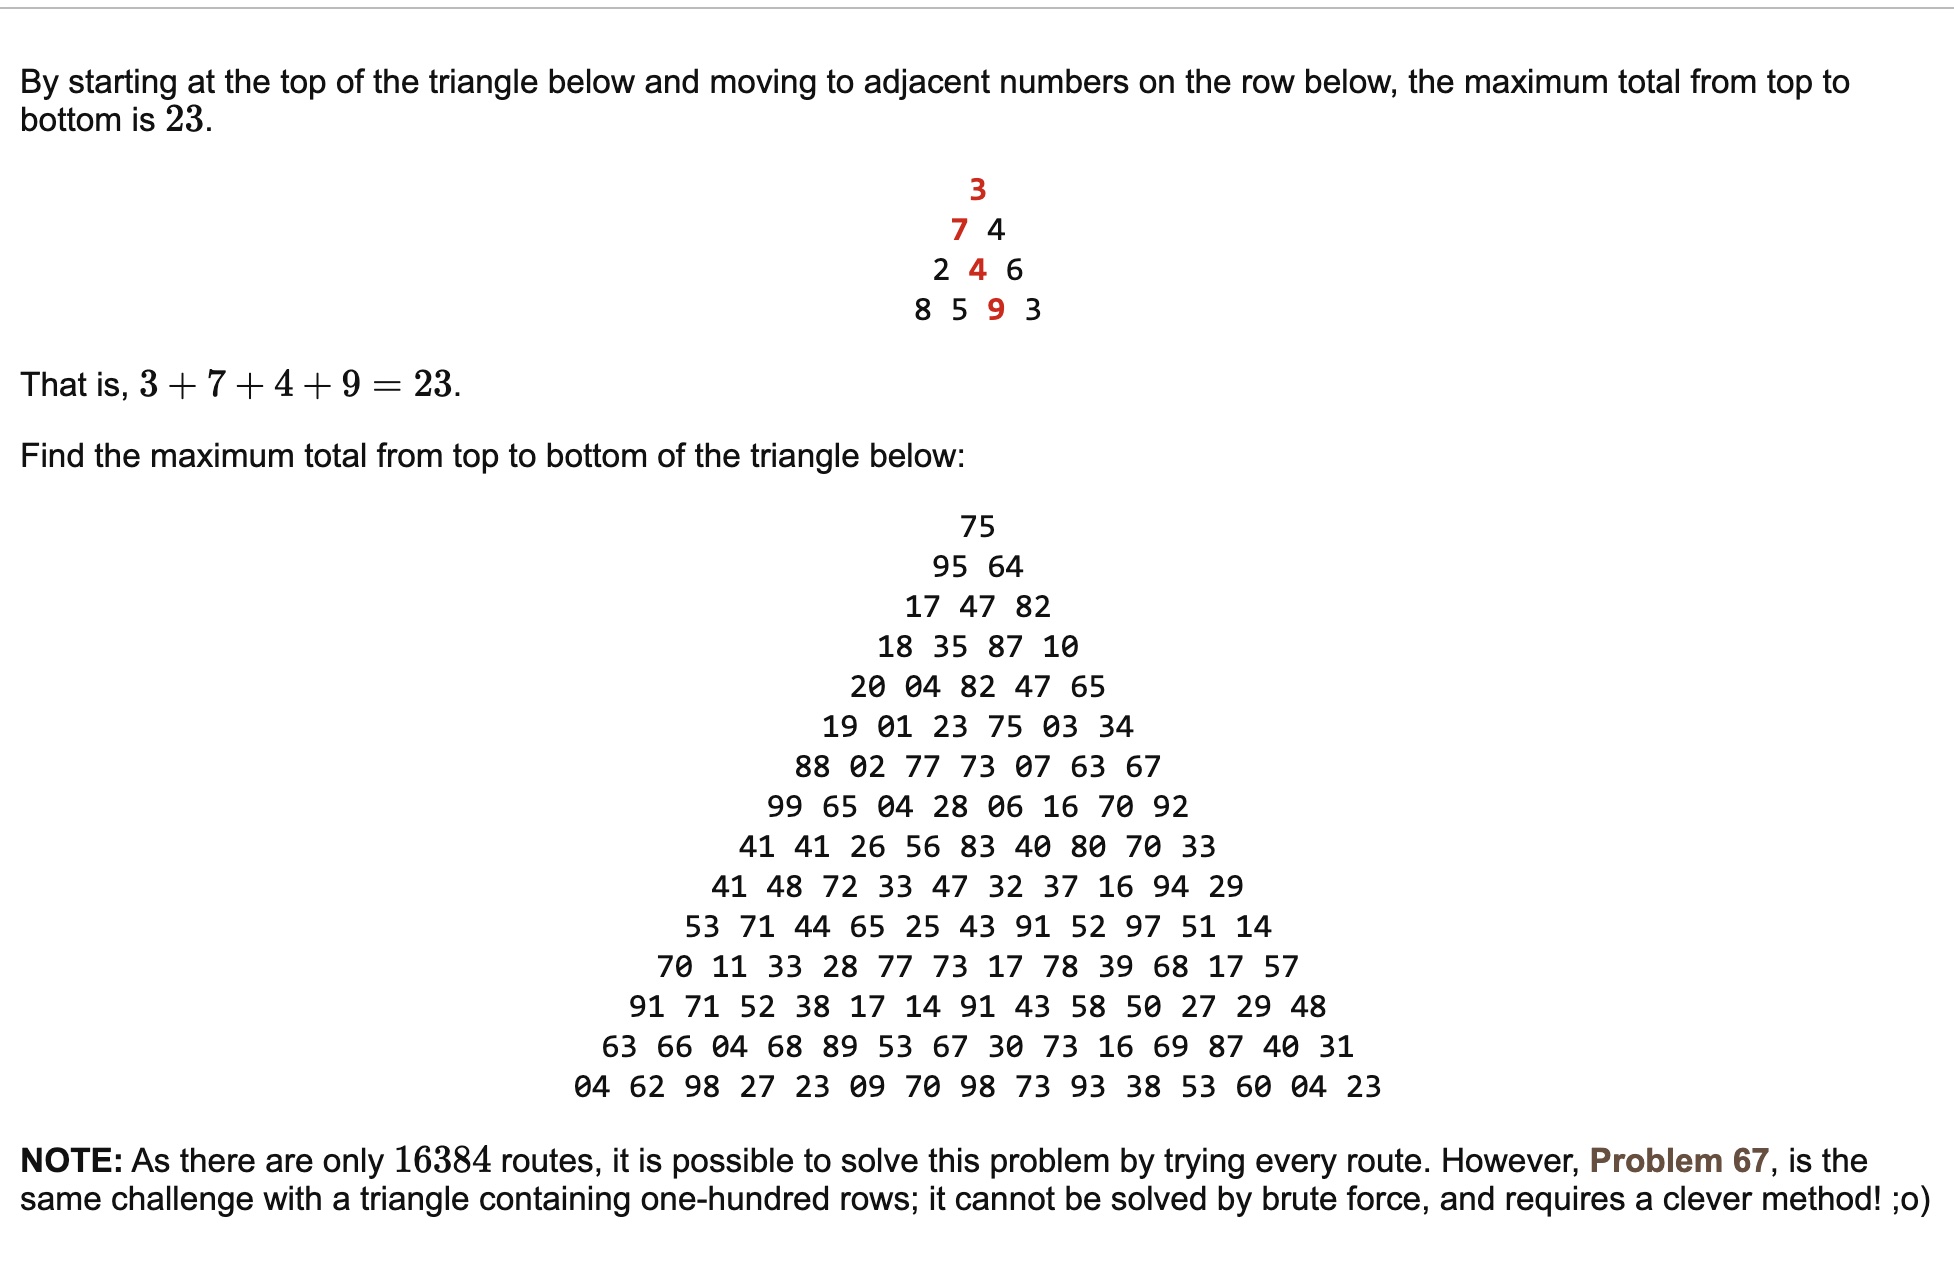 By starting at the top of the triangle below and moving to adjacent numbers on the row below, the maximum total from top to
bottom is 23.
3
7 4
2 4 6
8 5 9 3
That is, 3 + 7 + 4 + 9 = 23.
Find the maximum total from top to bottom of the triangle below:
75
95 64
17 47 82
18 35 87 10
20 04 82 47 65
19 01 23 75 03 34
88 02 77 73 07 63 67
99 65 04 28 06 16 70 92
41 41 26 56 83 40 80 70 33
41 48 72 33 47 32 37 16 94 29
53 71 44 65 25 43 91 52 97 51 14
70 11 33 28 77 73 17 78 39 68 17 57
91 71 52 38 17 14 91 43 58 50 27 29 48
63 66 04 68 89 53 67 30 73 16 69 87 40 31
04 62 98 27 23 09 70 98 73 93 38 53 60 04 23
NOTE: As there are only 16384 routes, it is possible to solve this problem by trying every route. However, Problem 67, is the
same challenge with a triangle containing one-hundred rows; it cannot be solved by brute force, and requires a clever method! ;o)